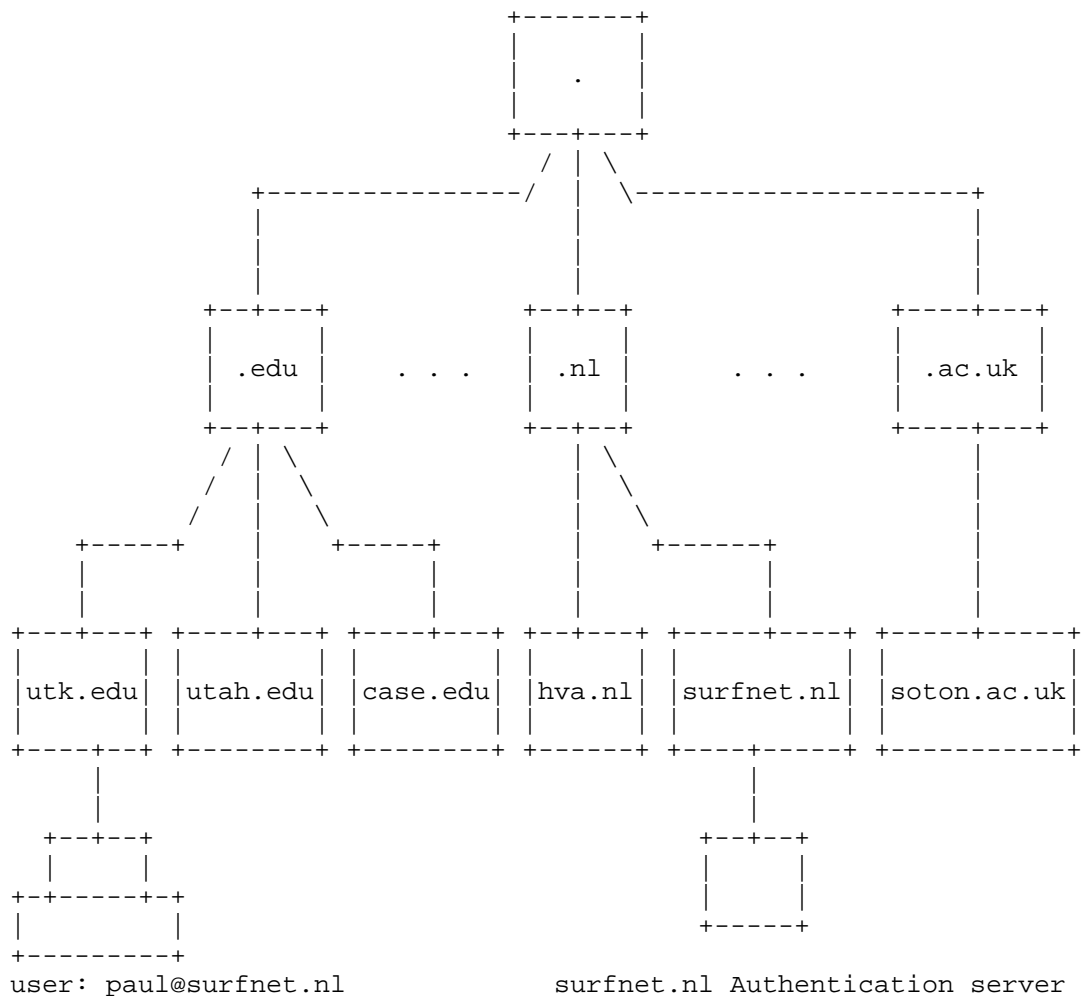 .
.edu . . . .nl . . . .ac.uk
utk.edu utah.edu case.edu hva.nl surfnet.nl soton.ac.uk
user: paul@surfnet.nl surfnet.nl Authentication server